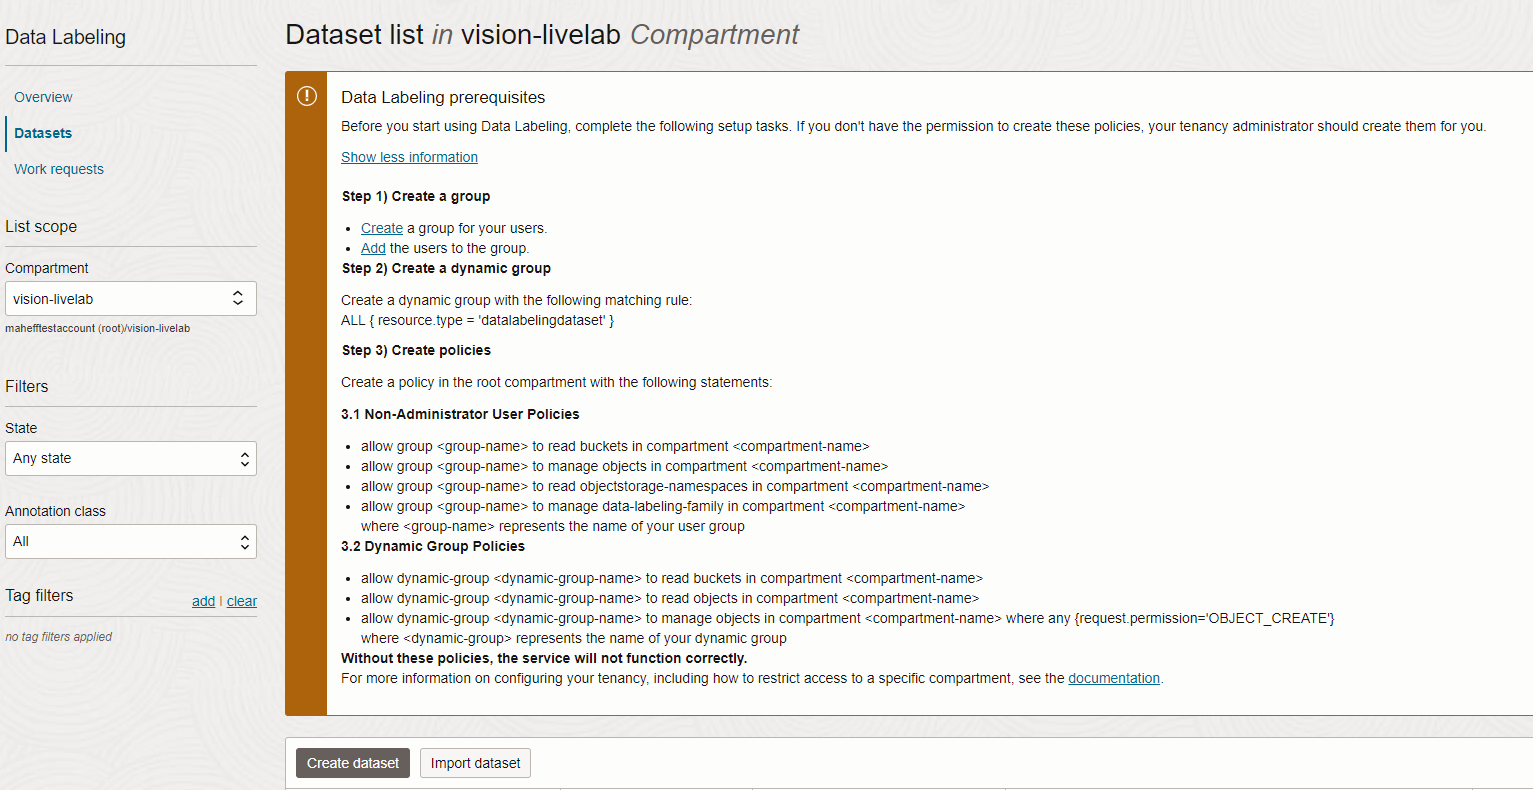 Data Labeling
Overview
Datasets
Work requests
List scope
Compartment
vision-livelab
mahefftestaccount (root)/vision-livelab
Filters
State
Any state
Annotation class
All
Tag filters
add | clear
no tag filters applied
Dataset list in vision-livelab Compartment
Data Labeling prerequisites
Before you start using Data Labeling, complete the following setup tasks. If you don't have the permission to create these policies, your tenancy administrator should create them for you.
Show less information
Step 1) Create a group
• Create a group for your users.
• Add the users to the group.
Step 2) Create a dynamic group
Create a dynamic group with the following matching rule:
ALL { resource.type = 'datalabelingdataset' }
Step 3) Create policies
Create a policy in the root compartment with the following statements:
3.1 Non-Administrator User Policies
• allow group <group-name> to read buckets in compartment <compartment-name>
• allow group <group-name> to manage objects in compartment <compartment-name>
• allow group <group-name> to read objectstorage-namespaces in compartment <compartment-name>
• allow group <group-name> to manage data-labeling-family in compartment <compartment-name>
where <group-name> represents the name of your user group
3.2 Dynamic Group Policies
• allow dynamic-group <dynamic-group-name> to read buckets in compartment <compartment-name>
• allow dynamic-group <dynamic-group-name> to read objects in compartment <compartment-name>
• allow dynamic-group <dynamic-group-name> to manage objects in compartment <compartment-name> where any {request.permission='OBJECT_CREATE'}
where <dynamic-group> represents the name of your dynamic group
Without these policies, the service will not function correctly.
For more information on configuring your tenancy, including how to restrict access to a specific compartment, see the documentation.
Create dataset
Import dataset